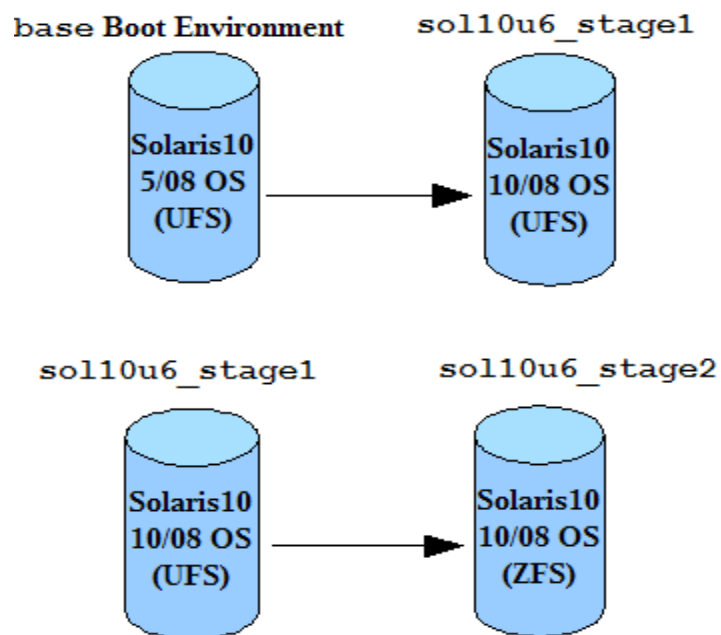 base Boot Environment
sol10u6_stage1
Solaris10
5/08 OS
(UFS)
Solaris10
10/08 OS
(UFS)
sol10u6_stage1
sol10u6_stage2
Solaris10
10/08 OS
(UFS)
Solaris10
10/08 OS
(ZFS)